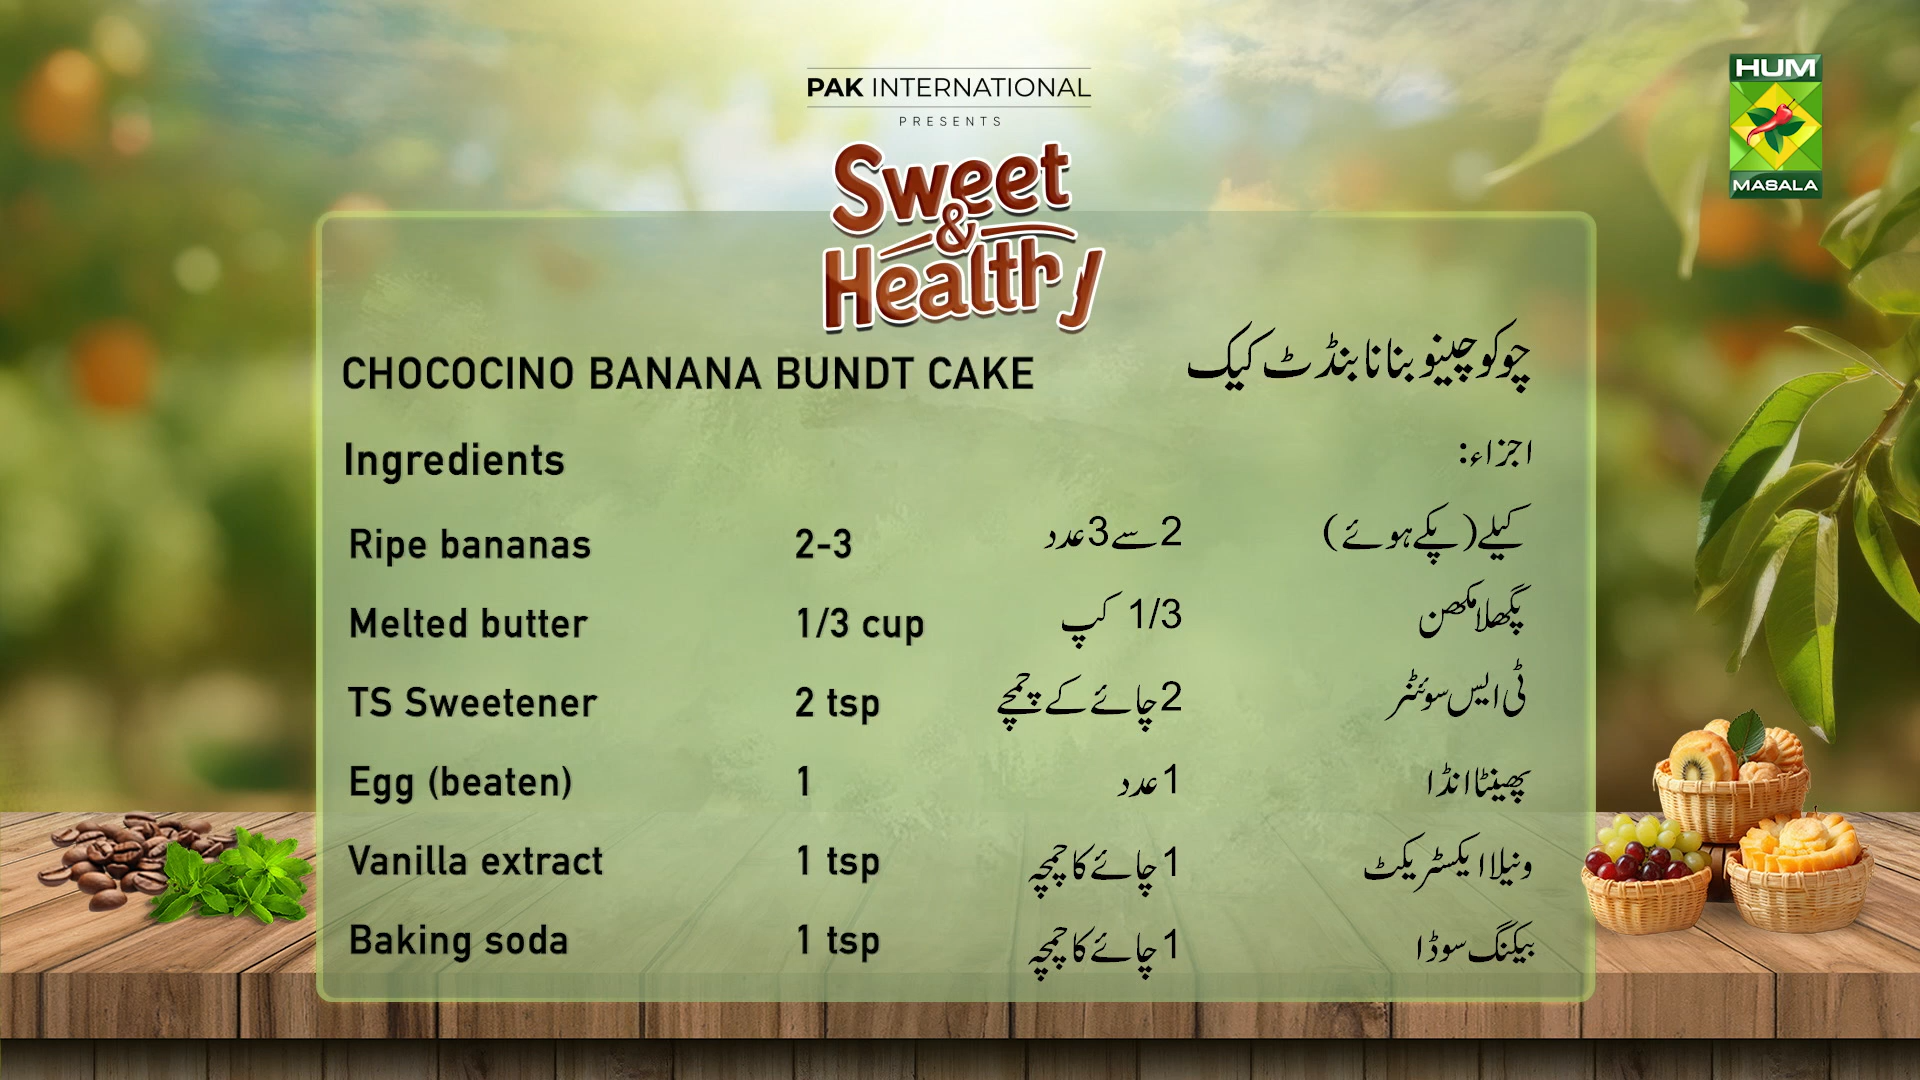 PAK INTERNATIONAL
PRESENTS
Sweet
&
Healthy
HUM
MASALA
CHOCOCINO BANANA BUNDT CAKE چوکوچینو بنانا بنڈٹ کیک
Ingredients اجزاء:
Ripe bananas 2-3 2 سے 3 عدد کیلے (پکے ہوئے)
Melted butter 1/3 cup 1/3 کپ پگھلا مکھن
TS Sweetener 2 tsp 2 چائے کے چمچے ٹی ایس سوئٹنر
Egg (beaten) 1 1 عدد پھینٹا انڈا
Vanilla extract 1 tsp 1 چائے کا چمچہ ونیلا ایکسٹریکٹ
Baking soda 1 tsp 1 چائے کا چمچہ بیکنگ سوڈا